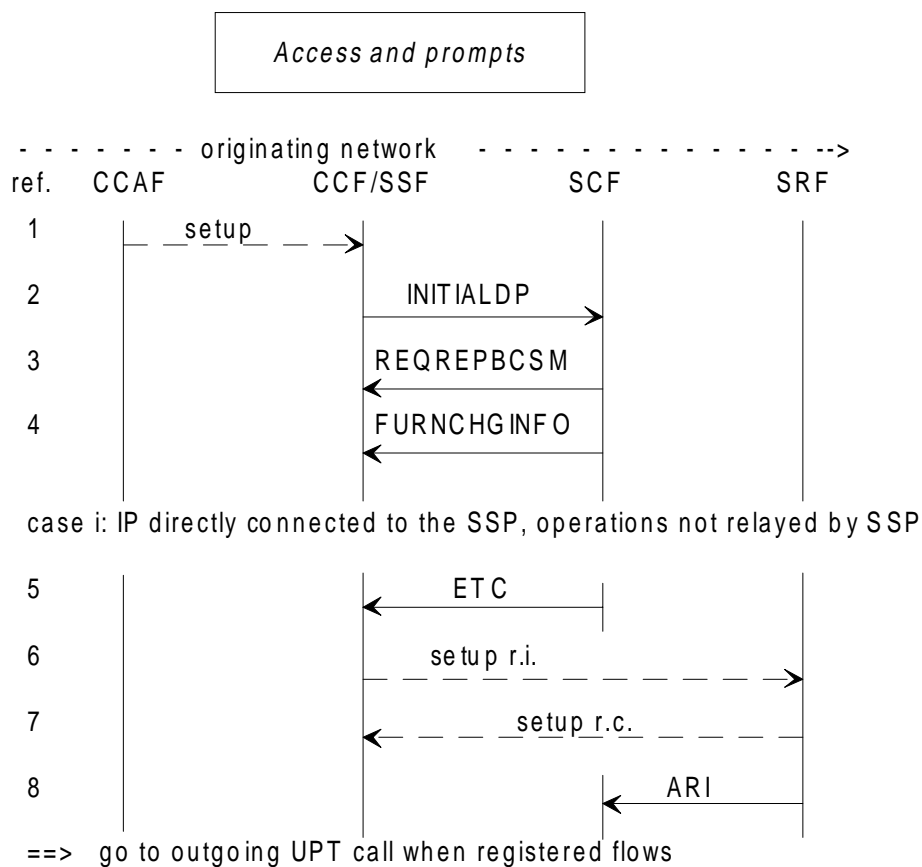 Access and prompts
- - - - - - - originating network - - - - - - - - - - - - - - -->
ref. CCAF CCF/SSF SCF SRF
1 setup
2 INITIALDP
3 REQREPBCSM
4 FURNCHGINFO
case i: IP directly connected to the SSP, operations not relayed by SSP
5 ETC
6 setup r.i.
7 setup r.c.
8 ARI
==> go to outgoing UPT call when registered flows